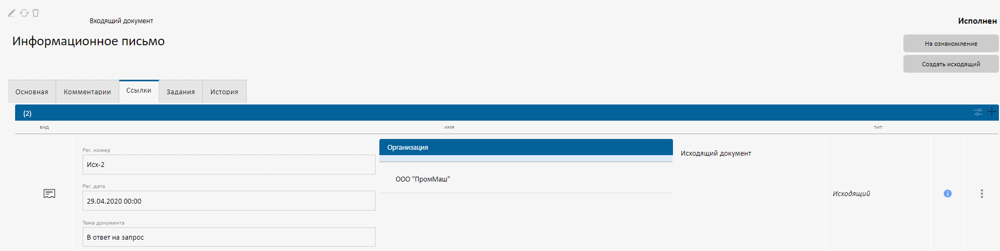 Входящий документ
Исполнен
Информационное письмо
На ознакомление
Создать исходящий
Основная
Комментарии
Ссылки
Задания
История
(2)
вид
имя
тип
Рег. номер
Исх-2
Рег. дата
29.04.2020 00:00
Тема документа
В ответ на запрос
Организация
ООО "ПромМаш"
Исходящий документ
Исходящий